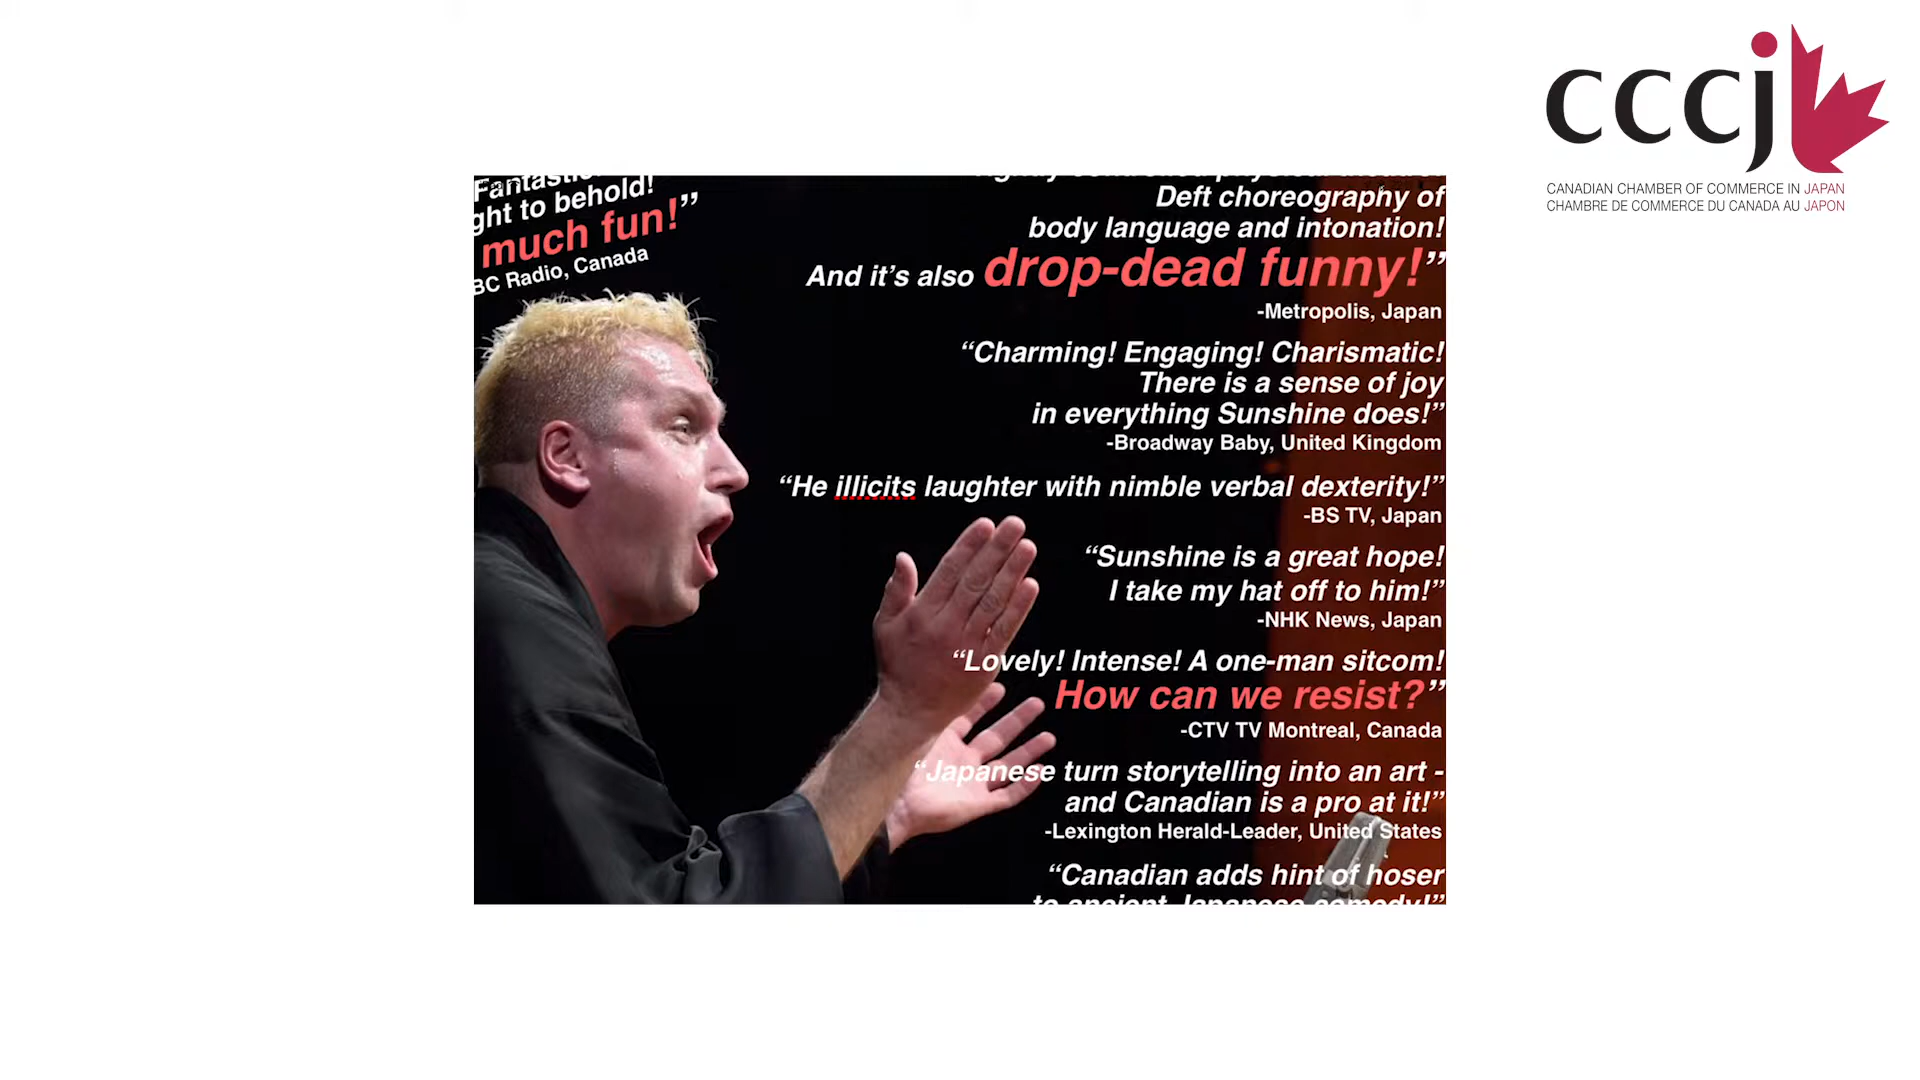 cccj
CANADIAN CHAMBER OF COMMERCE IN JAPAN
CHAMBRE DE COMMERCE DU CANADA AU JAPON
ght to behold!
much fun!”
BC Radio, Canada
Deft choreography of
body language and intonation!
And it’s also drop-dead funny!”
-Metropolis, Japan
“Charming! Engaging! Charismatic!
There is a sense of joy
in everything Sunshine does!”
-Broadway Baby, United Kingdom
“He illicits laughter with nimble verbal dexterity!”
-BS TV, Japan
“Sunshine is a great hope!
I take my hat off to him!”
-NHK News, Japan
“Lovely! Intense! A one-man sitcom!
How can we resist?”
-CTV TV Montreal, Canada
“Japanese turn storytelling into an art -
and Canadian is a pro at it!”
-Lexington Herald-Leader, United States
“Canadian adds hint of hoser
to ancient Japanese comedy!”